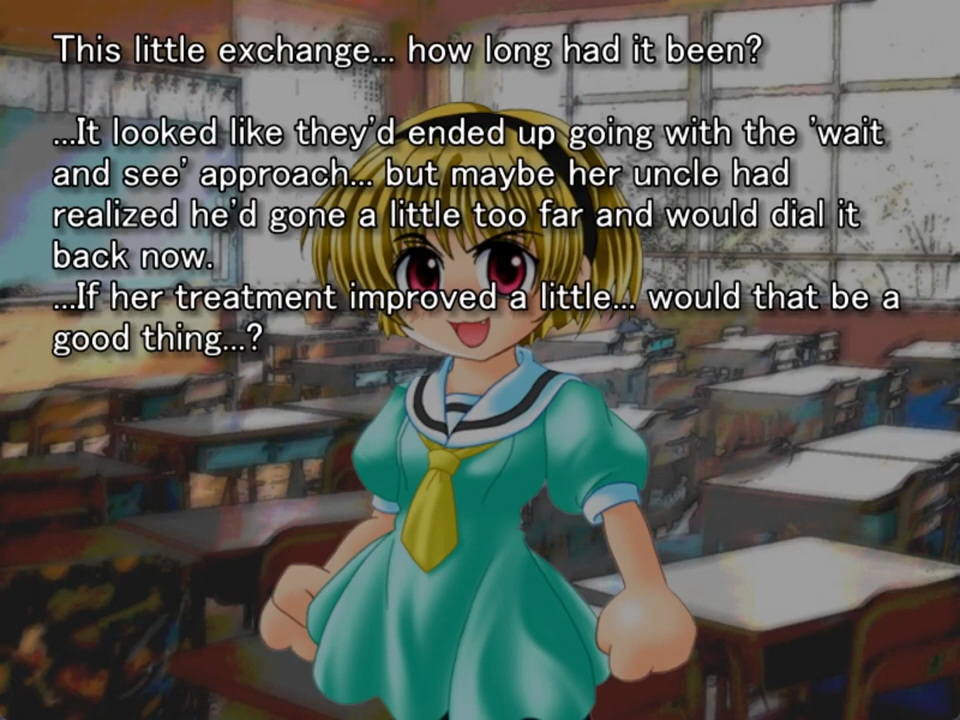 This little exchange... how long had it been?
...It looked like they'd ended up going with the 'wait
and see' approach... but maybe her uncle had
realized he'd gone a little too far and would dial it
back now.
...If her treatment improved a little... would that be a
good thing...?